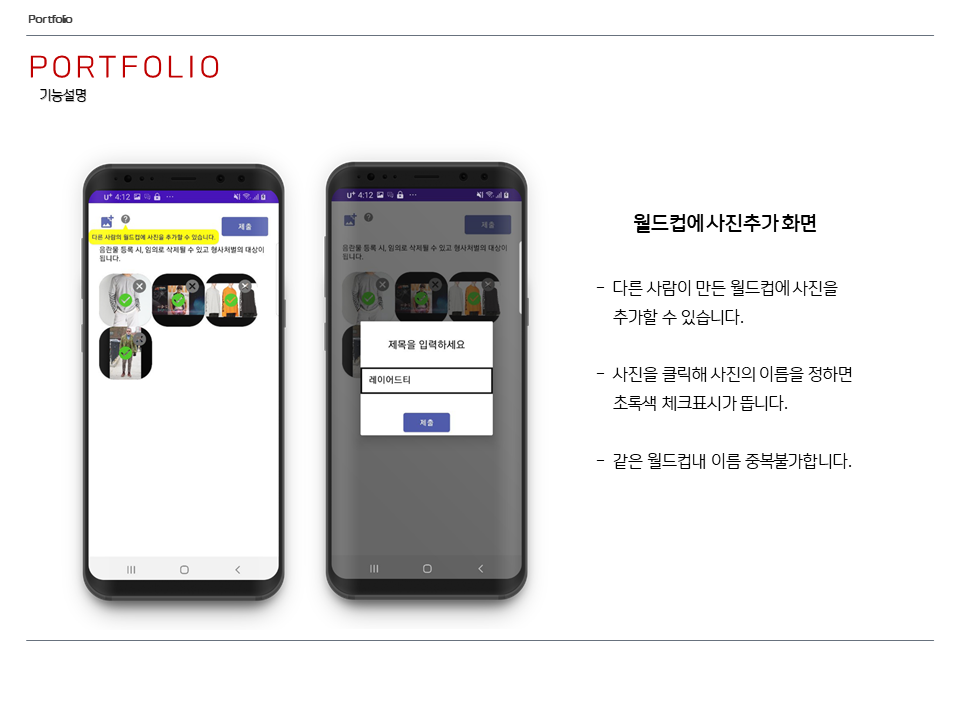 Portfolio
PORTFOLIO
기능설명
U+ 4:12
제출
다른 사람의 월드컵에 사진을 추가할 수 있습니다.
음란물 등록 시, 임의로 삭제될 수 있고 형사처벌의 대상이
됩니다.
U+ 4:12
제출
음란물 등록 시, 임의로 삭제될 수 있고 형사처벌의 대상이
됩니다.
제목을 입력하세요
레이어드티
제출
월드컵에 사진추가 화면
- 다른 사람이 만든 월드컵에 사진을
추가할 수 있습니다.
- 사진을 클릭해 사진의 이름을 정하면
초록색 체크표시가 뜹니다.
- 같은 월드컵내 이름 중복불가합니다.